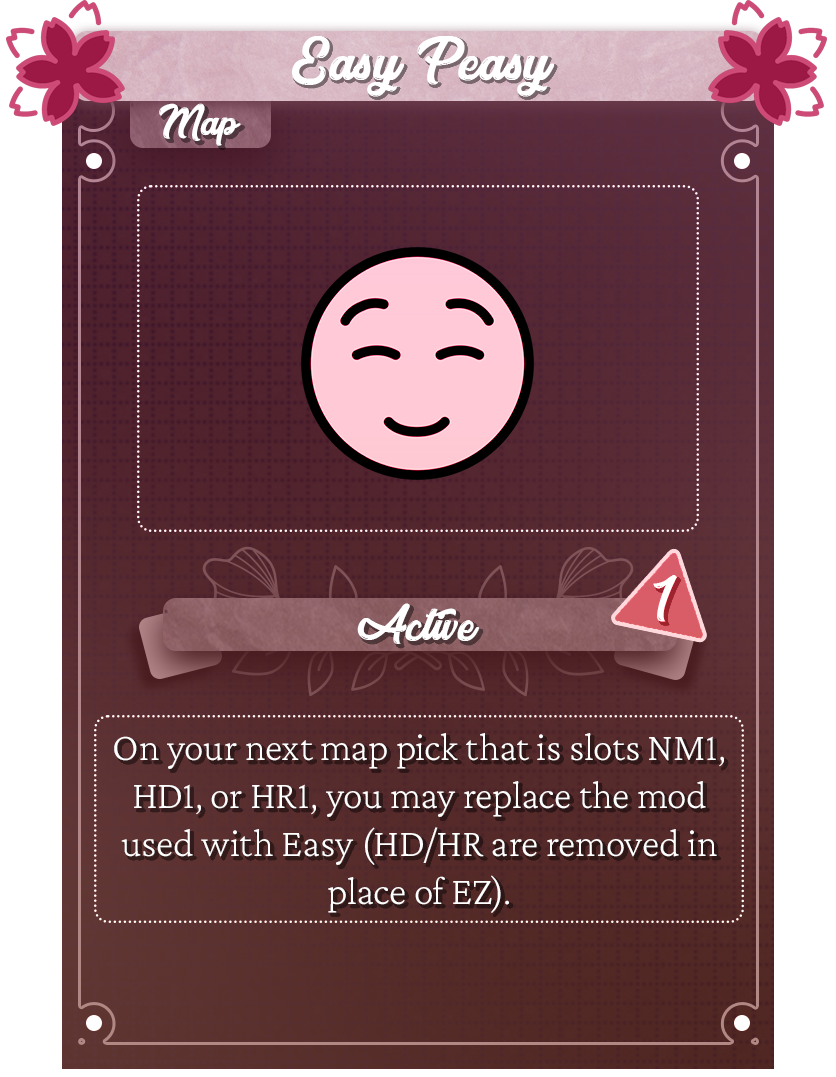 Easy Peasy
Map
Active
1
On your next map pick that is slots NM1,
HD1, or HR1, you may replace the mod
used with Easy (HD/HR are removed in
place of EZ).